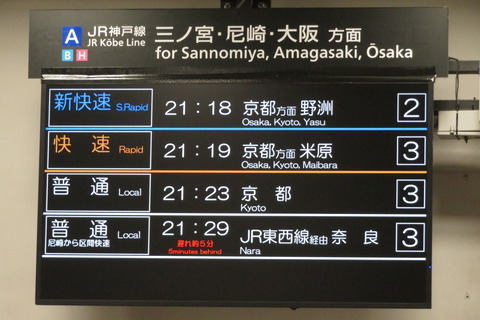 A JR神戸線 三ノ宮・尼崎・大阪 方面
B H JR Kōbe Line for Sannomiya, Amagasaki, Ōsaka
新快速 S.Rapid 21:18 京都方面 野洲 2
Osaka, Kyoto, Yasu
快 速 Rapid 21:19 京都方面 米原 3
Osaka, Kyoto, Maibara
普 通 Local 21:23 京 都 3
Kyoto
普 通 Local 21:29 JR東西線経由 奈 良 3
尼崎から区間快速 遅れ約5分 Nara
5minutes behind